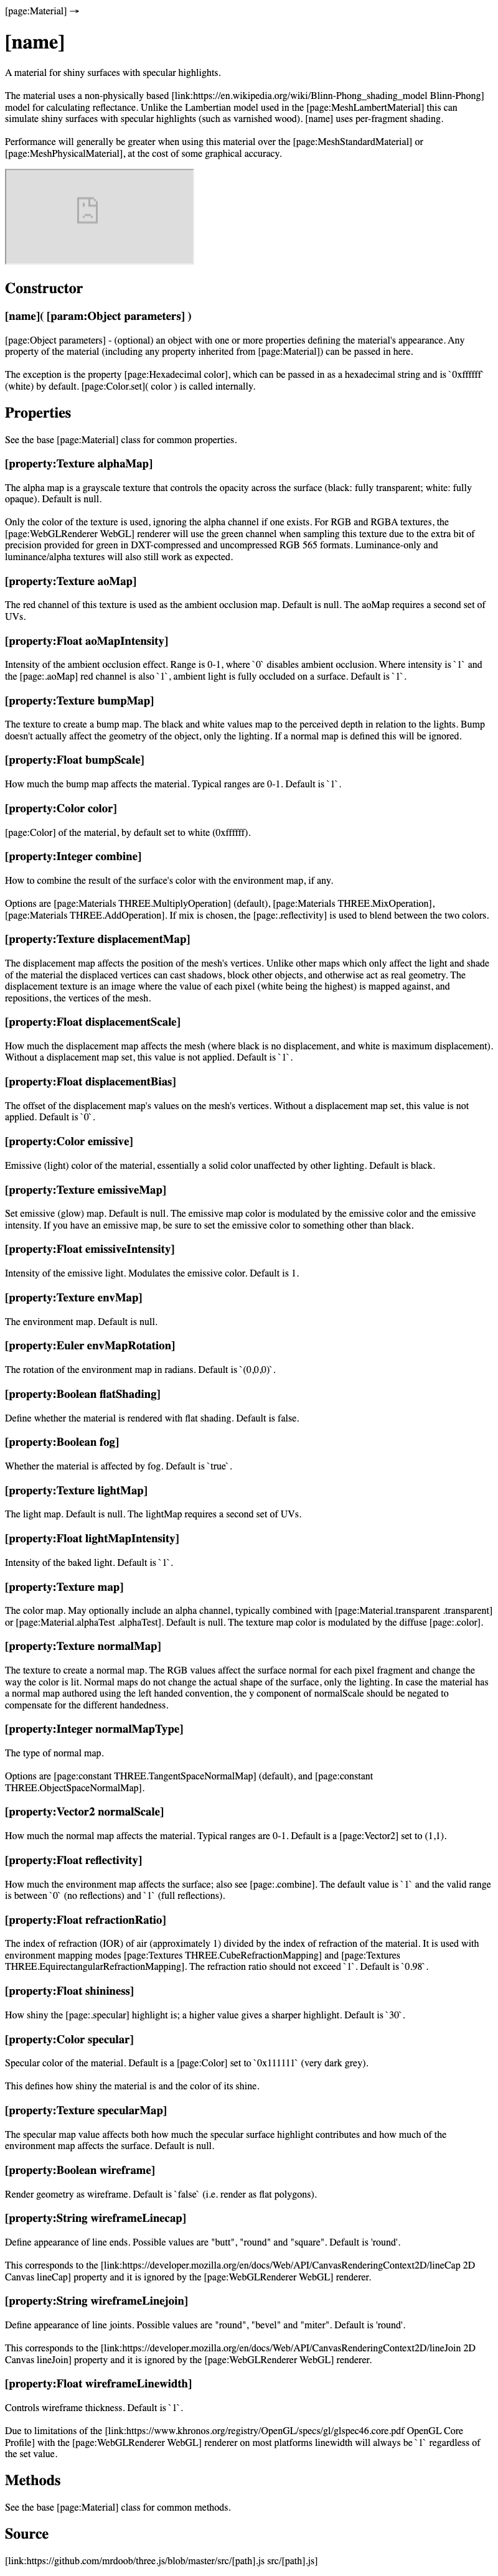 [page:Material] →
[name]
A material for shiny surfaces with specular highlights.
The material uses a non-physically based [link:https://en.wikipedia.org/wiki/Blinn-Phong_shading_model Blinn-Phong]
model for calculating reflectance. Unlike the Lambertian model used in the [page:MeshLambertMaterial] this can
simulate shiny surfaces with specular highlights (such as varnished wood). [name] uses per-fragment shading.
Performance will generally be greater when using this material over the [page:MeshStandardMaterial] or
[page:MeshPhysicalMaterial], at the cost of some graphical accuracy.
Constructor
[name]( [param:Object parameters] )
[page:Object parameters] - (optional) an object with one or more properties defining the material's appearance. Any
property of the material (including any property inherited from [page:Material]) can be passed in here.
The exception is the property [page:Hexadecimal color], which can be passed in as a hexadecimal string and is `0xffffff`
(white) by default. [page:Color.set]( color ) is called internally.
Properties
See the base [page:Material] class for common properties.
[property:Texture alphaMap]
The alpha map is a grayscale texture that controls the opacity across the surface (black: fully transparent; white: fully
opaque). Default is null.
Only the color of the texture is used, ignoring the alpha channel if one exists. For RGB and RGBA textures, the
[page:WebGLRenderer WebGL] renderer will use the green channel when sampling this texture due to the extra bit of
precision provided for green in DXT-compressed and uncompressed RGB 565 formats. Luminance-only and
luminance/alpha textures will also still work as expected.
[property:Texture aoMap]
The red channel of this texture is used as the ambient occlusion map. Default is null. The aoMap requires a second set of
UVs.
[property:Float aoMapIntensity]
Intensity of the ambient occlusion effect. Range is 0-1, where `0` disables ambient occlusion. Where intensity is `1` and
the [page:.aoMap] red channel is also `1`, ambient light is fully occluded on a surface. Default is `1`.
[property:Texture bumpMap]
The texture to create a bump map. The black and white values map to the perceived depth in relation to the lights. Bump
doesn't actually affect the geometry of the object, only the lighting. If a normal map is defined this will be ignored.
[property:Float bumpScale]
How much the bump map affects the material. Typical ranges are 0-1. Default is `1`.
[property:Color color]
[page:Color] of the material, by default set to white (0xffffff).
[property:Integer combine]
How to combine the result of the surface's color with the environment map, if any.
Options are [page:Materials THREE.MultiplyOperation] (default), [page:Materials THREE.MixOperation],
[page:Materials THREE.AddOperation]. If mix is chosen, the [page:.reflectivity] is used to blend between the two colors.
[property:Texture displacementMap]
The displacement map affects the position of the mesh's vertices. Unlike other maps which only affect the light and shade
of the material the displaced vertices can cast shadows, block other objects, and otherwise act as real geometry. The
displacement texture is an image where the value of each pixel (white being the highest) is mapped against, and
repositions, the vertices of the mesh.
[property:Float displacementScale]
How much the displacement map affects the mesh (where black is no displacement, and white is maximum displacement).
Without a displacement map set, this value is not applied. Default is `1`.
[property:Float displacementBias]
The offset of the displacement map's values on the mesh's vertices. Without a displacement map set, this value is not
applied. Default is `0`.
[property:Color emissive]
Emissive (light) color of the material, essentially a solid color unaffected by other lighting. Default is black.
[property:Texture emissiveMap]
Set emissive (glow) map. Default is null. The emissive map color is modulated by the emissive color and the emissive
intensity. If you have an emissive map, be sure to set the emissive color to something other than black.
[property:Float emissiveIntensity]
Intensity of the emissive light. Modulates the emissive color. Default is 1.
[property:Texture envMap]
The environment map. Default is null.
[property:Euler envMapRotation]
The rotation of the environment map in radians. Default is `(0,0,0)`.
[property:Boolean flatShading]
Define whether the material is rendered with flat shading. Default is false.
[property:Boolean fog]
Whether the material is affected by fog. Default is `true`.
[property:Texture lightMap]
The light map. Default is null. The lightMap requires a second set of UVs.
[property:Float lightMapIntensity]
Intensity of the baked light. Default is `1`.
[property:Texture map]
The color map. May optionally include an alpha channel, typically combined with [page:Material.transparent .transparent]
or [page:Material.alphaTest .alphaTest]. Default is null. The texture map color is modulated by the diffuse [page:.color].
[property:Texture normalMap]
The texture to create a normal map. The RGB values affect the surface normal for each pixel fragment and change the
way the color is lit. Normal maps do not change the actual shape of the surface, only the lighting. In case the material has
a normal map authored using the left handed convention, the y component of normalScale should be negated to
compensate for the different handedness.
[property:Integer normalMapType]
The type of normal map.
Options are [page:constant THREE.TangentSpaceNormalMap] (default), and [page:constant
THREE.ObjectSpaceNormalMap].
[property:Vector2 normalScale]
How much the normal map affects the material. Typical ranges are 0-1. Default is a [page:Vector2] set to (1,1).
[property:Float reflectivity]
How much the environment map affects the surface; also see [page:.combine]. The default value is `1` and the valid range
is between `0` (no reflections) and `1` (full reflections).
[property:Float refractionRatio]
The index of refraction (IOR) of air (approximately 1) divided by the index of refraction of the material. It is used with
environment mapping modes [page:Textures THREE.CubeRefractionMapping] and [page:Textures
THREE.EquirectangularRefractionMapping]. The refraction ratio should not exceed `1`. Default is `0.98`.
[property:Float shininess]
How shiny the [page:.specular] highlight is; a higher value gives a sharper highlight. Default is `30`.
[property:Color specular]
Specular color of the material. Default is a [page:Color] set to `0x111111` (very dark grey).
This defines how shiny the material is and the color of its shine.
[property:Texture specularMap]
The specular map value affects both how much the specular surface highlight contributes and how much of the
environment map affects the surface. Default is null.
[property:Boolean wireframe]
Render geometry as wireframe. Default is `false` (i.e. render as flat polygons).
[property:String wireframeLinecap]
Define appearance of line ends. Possible values are "butt", "round" and "square". Default is 'round'.
This corresponds to the [link:https://developer.mozilla.org/en/docs/Web/API/CanvasRenderingContext2D/lineCap 2D
Canvas lineCap] property and it is ignored by the [page:WebGLRenderer WebGL] renderer.
[property:String wireframeLinejoin]
Define appearance of line joints. Possible values are "round", "bevel" and "miter". Default is 'round'.
This corresponds to the [link:https://developer.mozilla.org/en/docs/Web/API/CanvasRenderingContext2D/lineJoin 2D
Canvas lineJoin] property and it is ignored by the [page:WebGLRenderer WebGL] renderer.
[property:Float wireframeLinewidth]
Controls wireframe thickness. Default is `1`.
Due to limitations of the [link:https://www.khronos.org/registry/OpenGL/specs/gl/glspec46.core.pdf OpenGL Core
Profile] with the [page:WebGLRenderer WebGL] renderer on most platforms linewidth will always be `1` regardless of
the set value.
Methods
See the base [page:Material] class for common methods.
Source
[link:https://github.com/mrdoob/three.js/blob/master/src/[path].js src/[path].js]